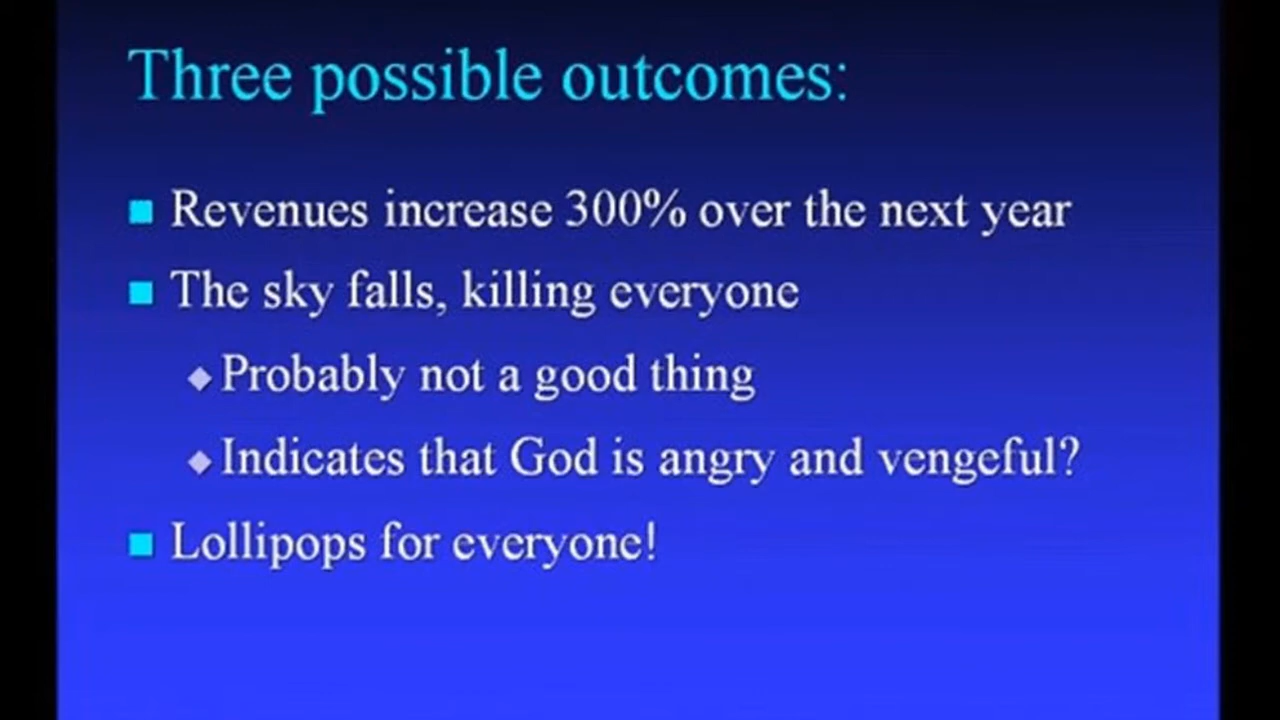 Three possible outcomes:
Revenues increase 300% over the next year
The sky falls, killing everyone
Probably not a good thing
Indicates that God is angry and vengeful?
Lollipops for everyone!